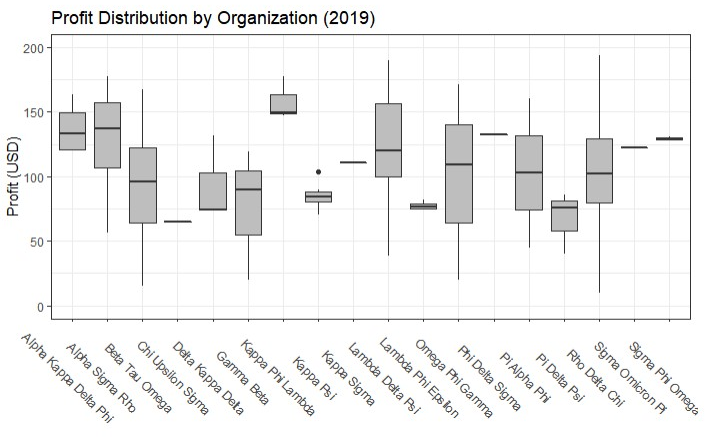 Profit Distribution by Organization (2019)
Profit (USD)
200
150
100
50
0
Alpha Kappa Delta Phi
Alpha Sigma Rho
Beta Tau Omega
Chi Upsilon Sigma
Delta Kappa Delta
Gamma Beta
Kappa Phi Lambda
Kappa Psi
Kappa Sigma
Lambda Delta Psi
Lambda Phi Epsilon
Omega Phi Gamma
Phi Delta Sigma
Pi Alpha Phi
Pi Delta Psi
Rho Delta Chi
Sigma Omicron Pi
Sigma Phi Omega